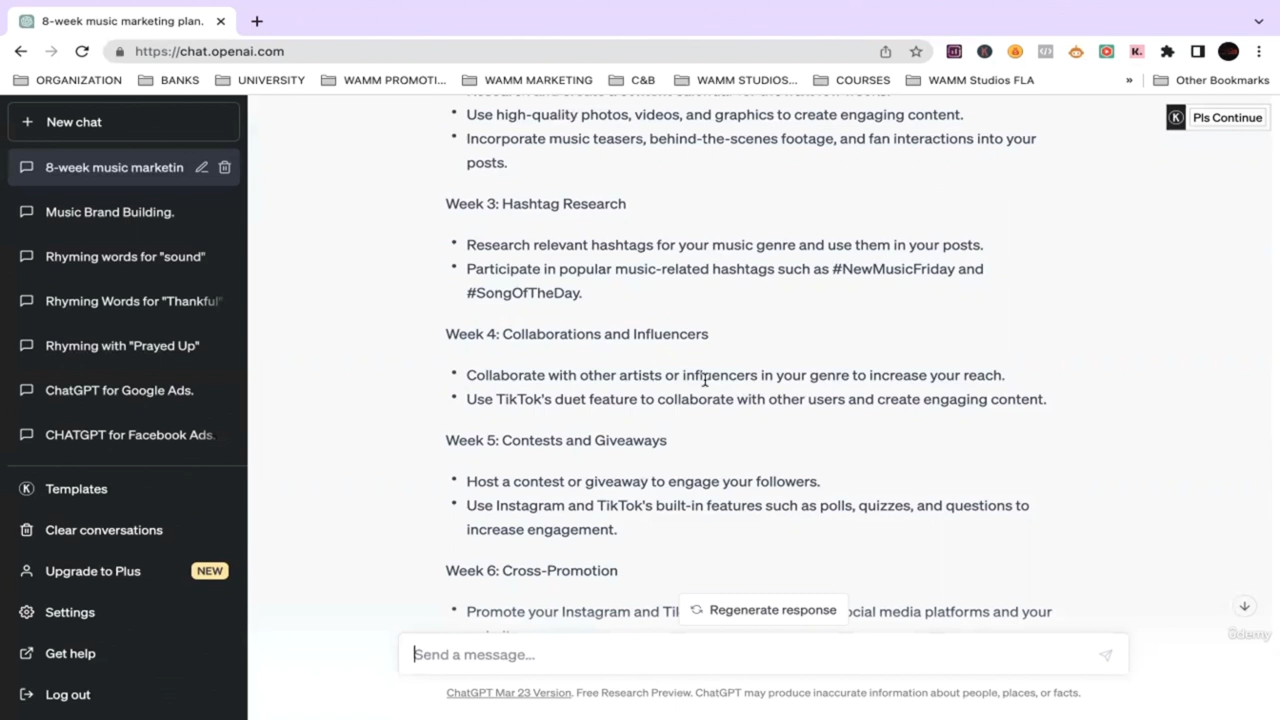 8-week music marketing plan.
https://chat.openai.com
ORGANIZATION BANKS UNIVERSITY WAMM PROMOTI... WAMM MARKETING C&B WAMM STUDIOS... COURSES WAMM Studios FLA » Other Bookmarks
New chat
8-week music marketin
Music Brand Building.
Rhyming words for "sound"
Rhyming Words for "Thankful"
Rhyming with "Prayed Up"
ChatGPT for Google Ads.
CHATGPT for Facebook Ads.
Templates
Clear conversations
Upgrade to Plus NEW
Settings
Get help
Log out
K Pls Continue
Use high-quality photos, videos, and graphics to create engaging content.
Incorporate music teasers, behind-the-scenes footage, and fan interactions into your
posts.
Week 3: Hashtag Research
Research relevant hashtags for your music genre and use them in your posts.
Participate in popular music-related hashtags such as #NewMusicFriday and
#SongOfTheDay.
Week 4: Collaborations and Influencers
Collaborate with other artists or influencers in your genre to increase your reach.
Use TikTok's duet feature to collaborate with other users and create engaging content.
Week 5: Contests and Giveaways
Host a contest or giveaway to engage your followers.
Use Instagram and TikTok's built-in features such as polls, quizzes, and questions to
increase engagement.
Week 6: Cross-Promotion
Promote your Instagram and Ti ocial media platforms and your
Regenerate response
Send a message...
ChatGPT Mar 23 Version. Free Research Preview. ChatGPT may produce inaccurate information about people, places, or facts.
ûdemy